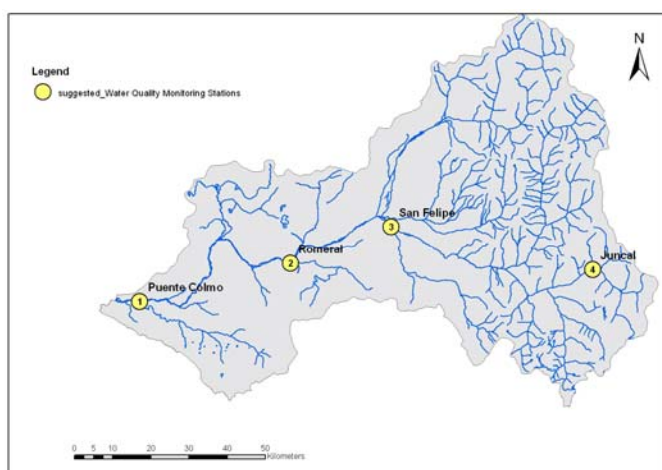 N
Legend
suggested_Water Quality Monitoring Stations
San Felipe
3
Romeral
2
Juncal
4
Puente Colmo
1
0 5 10 20 30 40 50
Kilometers